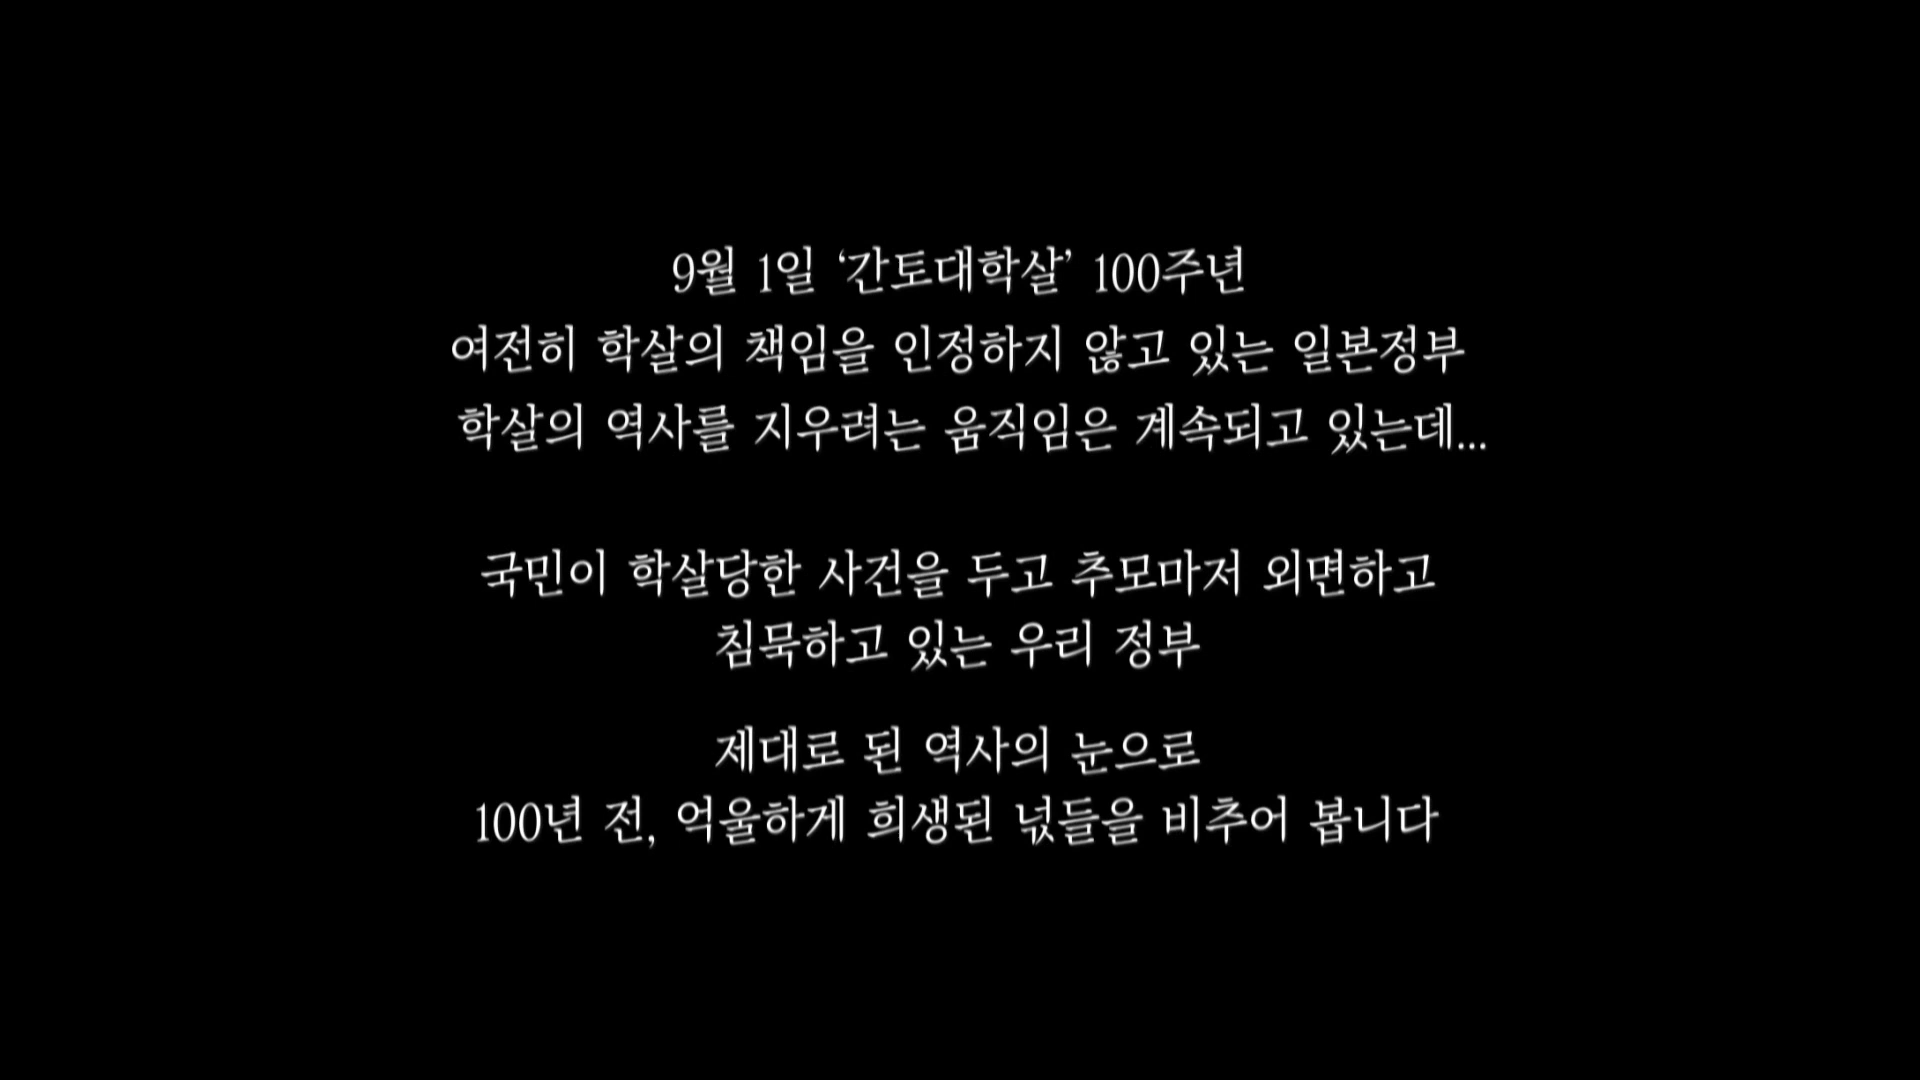 9월 1일 ‘간토대학살’ 100주년
여전히 학살의 책임을 인정하지 않고 있는 일본정부
학살의 역사를 지우려는 움직임은 계속되고 있는데...
국민이 학살당한 사건을 두고 추모마저 외면하고
침묵하고 있는 우리 정부
제대로 된 역사의 눈으로
100년 전, 억울하게 희생된 넋들을 비추어 봅니다